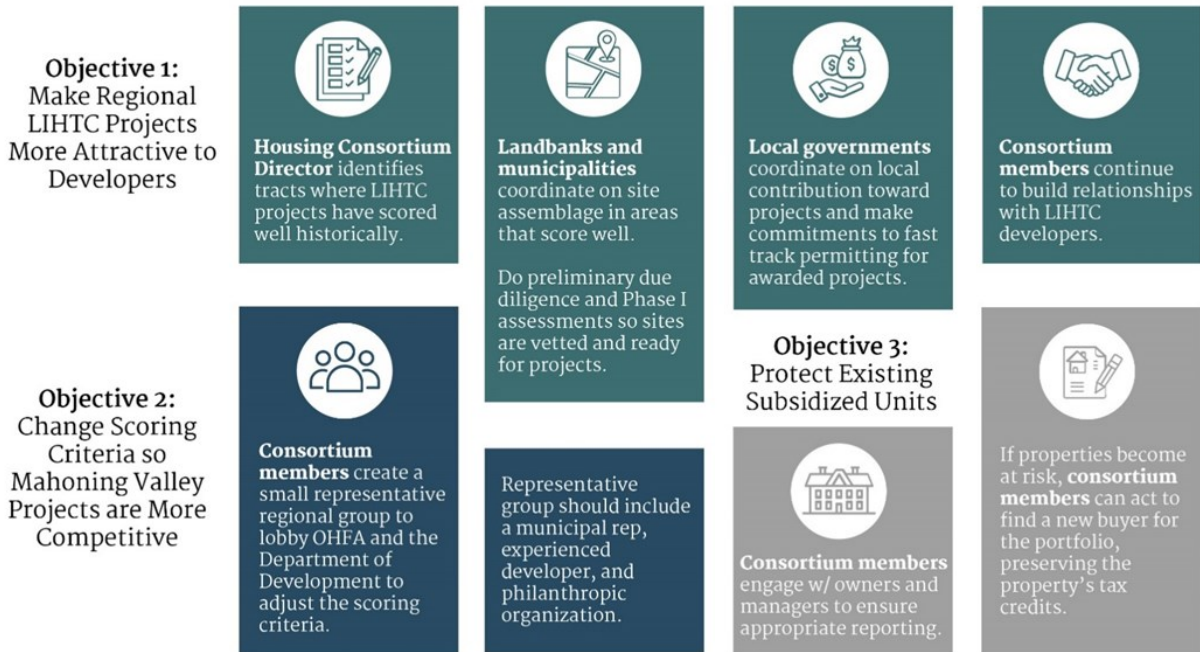 Objective 1:
Make Regional
LIHTC Projects
More Attractive to
Developers
Housing Consortium
Director identifies
tracts where LIHTC
projects have scored
well historically.
Landbanks and
municipalities
coordinate on site
assemblage in areas
that score well.
Do preliminary due
diligence and Phase I
assessments so sites
are vetted and ready
for projects.
Local governments
coordinate on local
contribution toward
projects and make
commitments to fast
track permitting for
awarded projects.
Consortium
members continue
to build relationships
with LIHTC
developers.
Objective 2:
Change Scoring
Criteria so
Mahoning Valley
Projects are More
Competitive
Consortium
members create a
small representative
regional group to
lobby OHFA and the
Department of
Development to
adjust the scoring
criteria.
Representative
group should include
a municipal rep,
experienced
developer, and
philanthropic
organization.
Objective 3:
Protect Existing
Subsidized Units
Consortium members
engage w/ owners and
managers to ensure
appropriate reporting.
If properties become
at risk, consortium
members can act to
find a new buyer for
the portfolio,
preserving the
property's tax
credits.